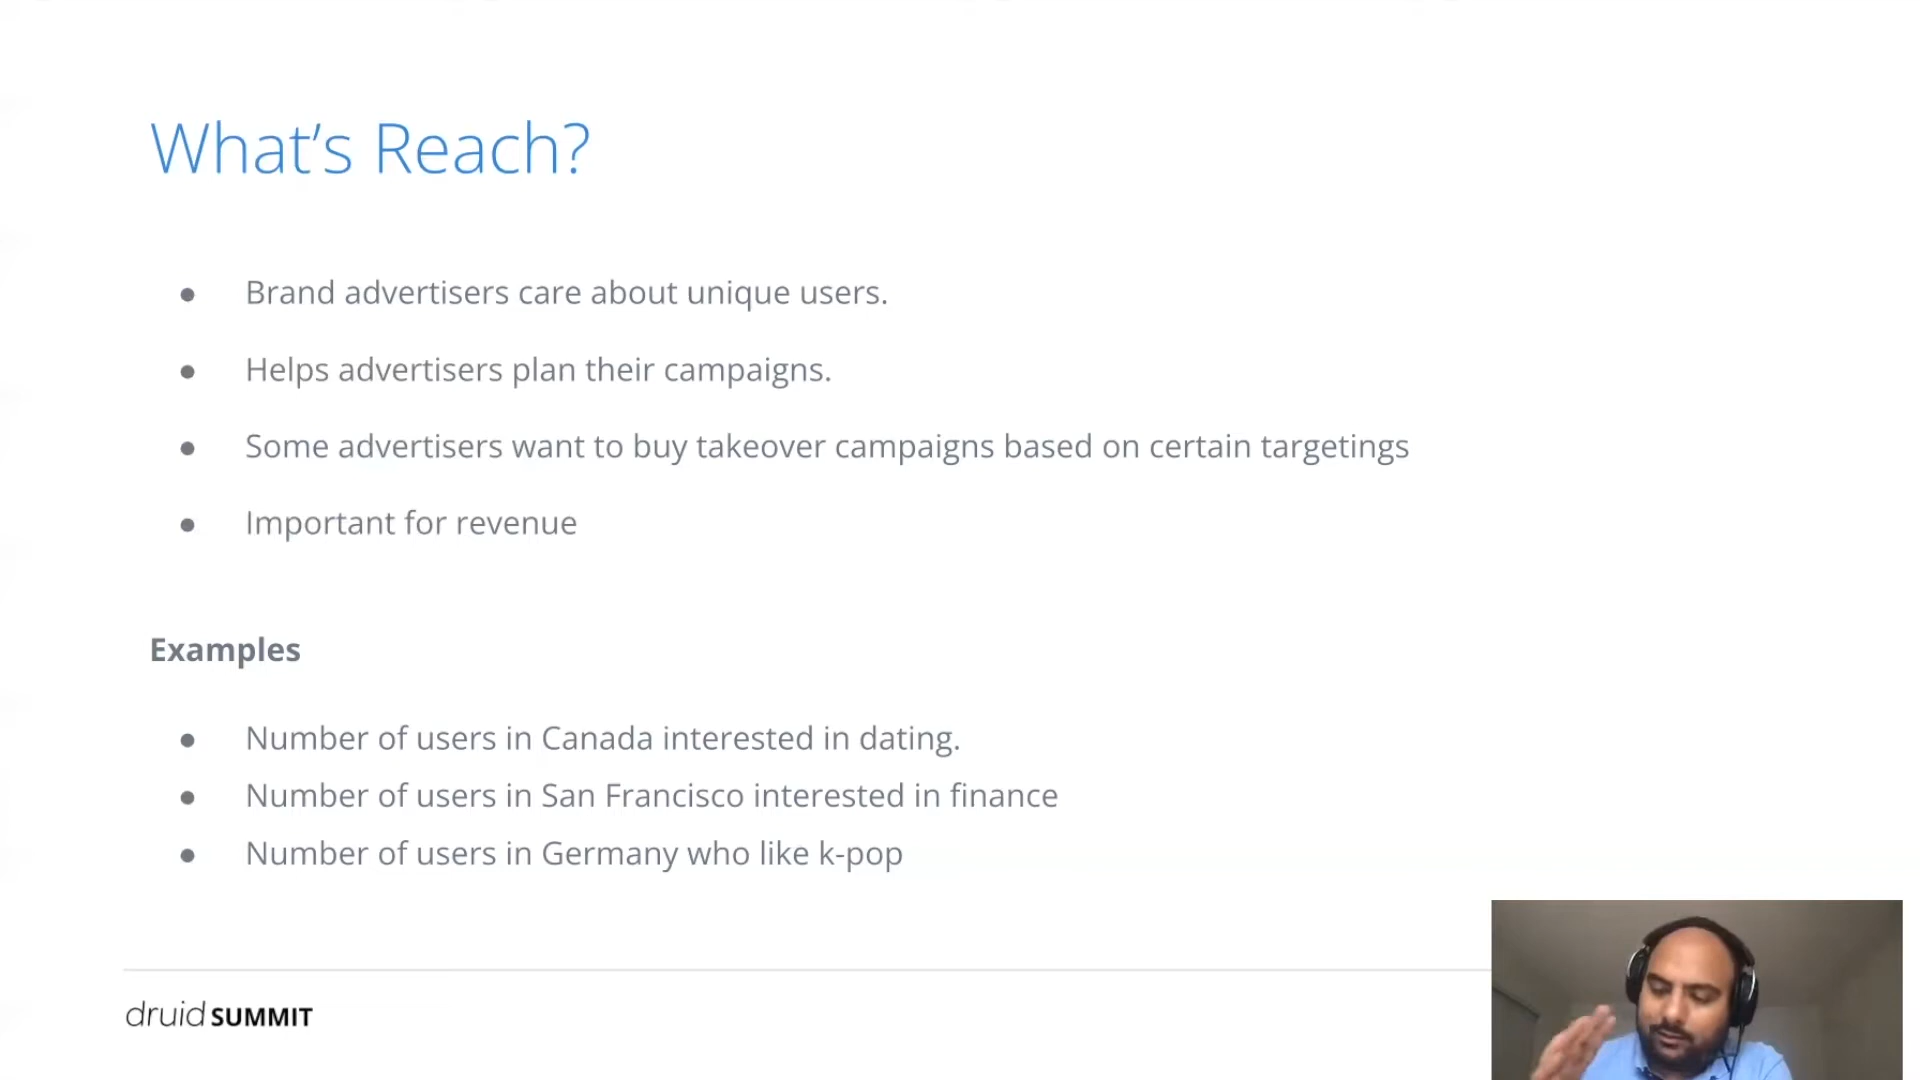 What’s Reach?
Brand advertisers care about unique users.
Helps advertisers plan their campaigns.
Some advertisers want to buy takeover campaigns based on certain targetings
Important for revenue
Examples
Number of users in Canada interested in dating.
Number of users in San Francisco interested in finance
Number of users in Germany who like k-pop
druid SUMMIT